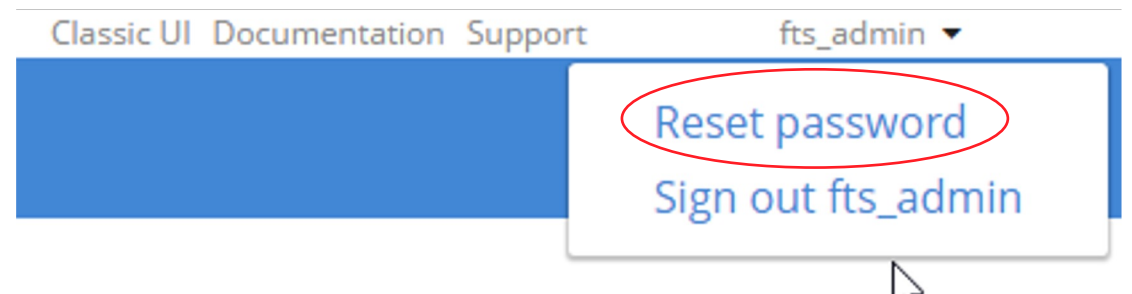 Classic UI Documentation Support fts_admin
Reset password
Sign out fts_admin